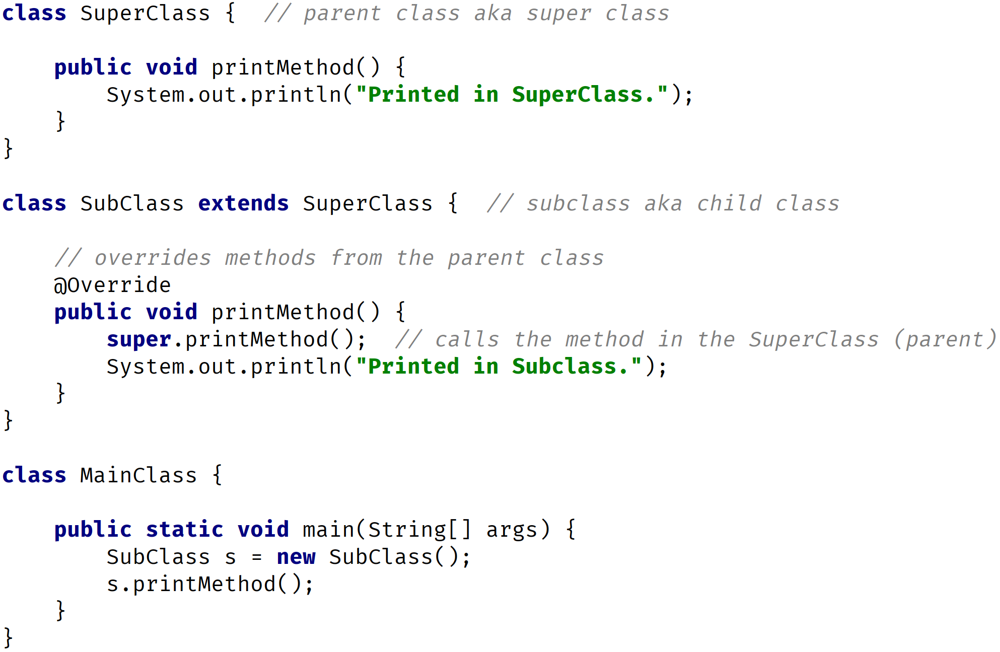 class SuperClass {  // parent class aka super class

    public void printMethod() {
        System.out.println("Printed in SuperClass.");
    }
}

class SubClass extends SuperClass {  // subclass aka child class

    // overrides methods from the parent class
    @Override
    public void printMethod() {
        super.printMethod();  // calls the method in the SuperClass (parent)
        System.out.println("Printed in Subclass.");
    }
}

class MainClass {

    public static void main(String[] args) {
        SubClass s = new SubClass();
        s.printMethod();
    }
}